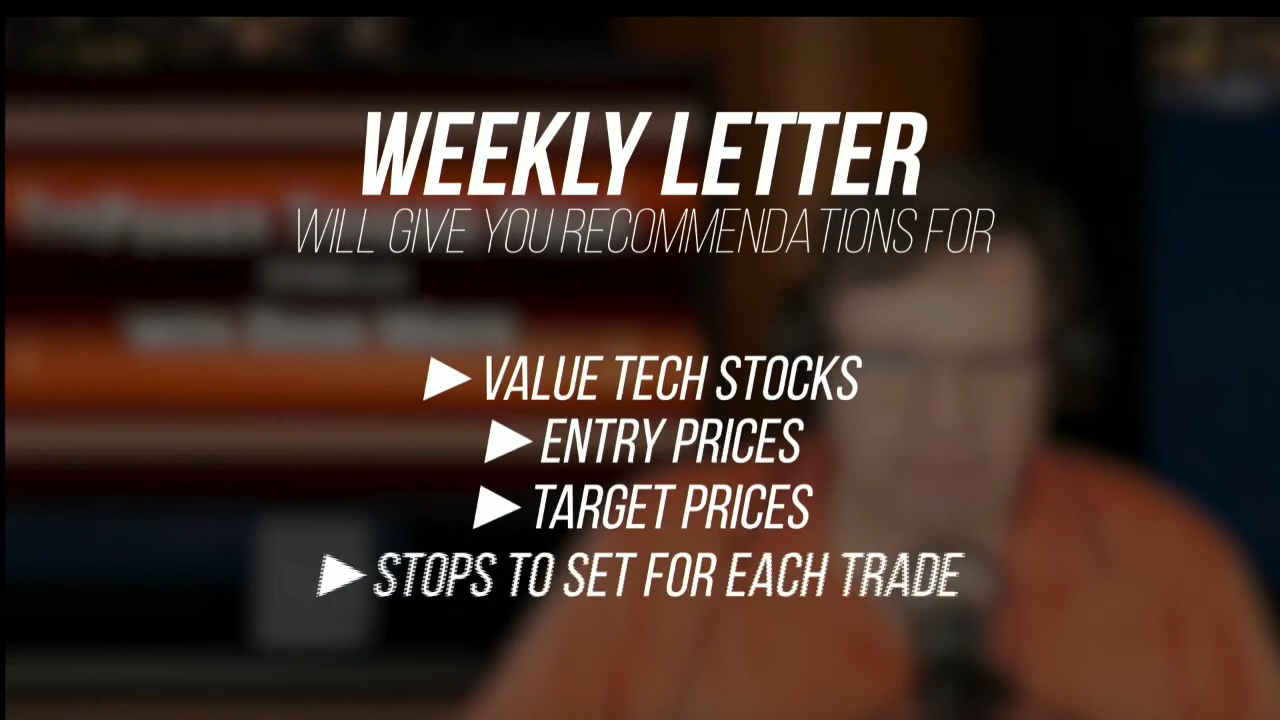 WEEKLY LETTER
WILL GIVE YOU RECOMMENDATIONS FOR
▶ VALUE TECH STOCKS
▶ ENTRY PRICES
▶ TARGET PRICES
▶ STOPS TO SET FOR EACH TRADE